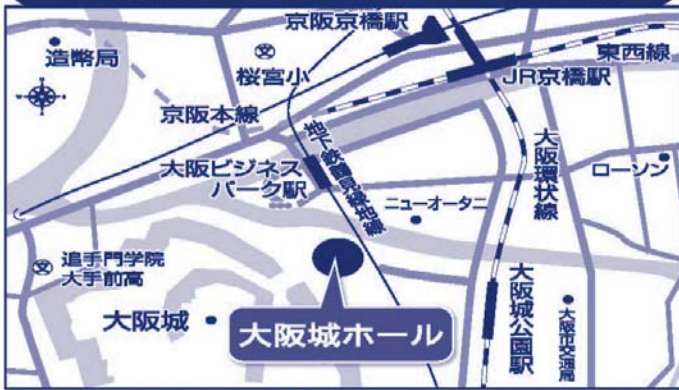 京阪京橋駅
造幣局
桜宮小
東西線
JR京橋駅
京阪本線
地下鉄鶴見緑地線
大阪環状線
大阪ビジネス
パーク駅
ローソン
ニューオータニ
追手門学院
大手前高
大阪城
大阪城ホール
大阪城公園駅
大阪市交通局